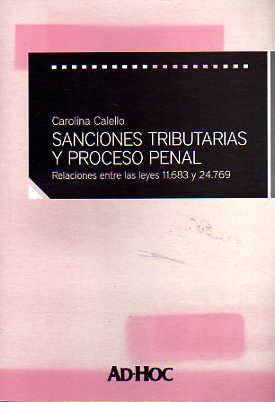 Carolina Calello
SANCIONES TRIBUTARIAS
Y PROCESO PENAL
Relaciones entre las leyes 11.683 y 24.769
AD-HOC